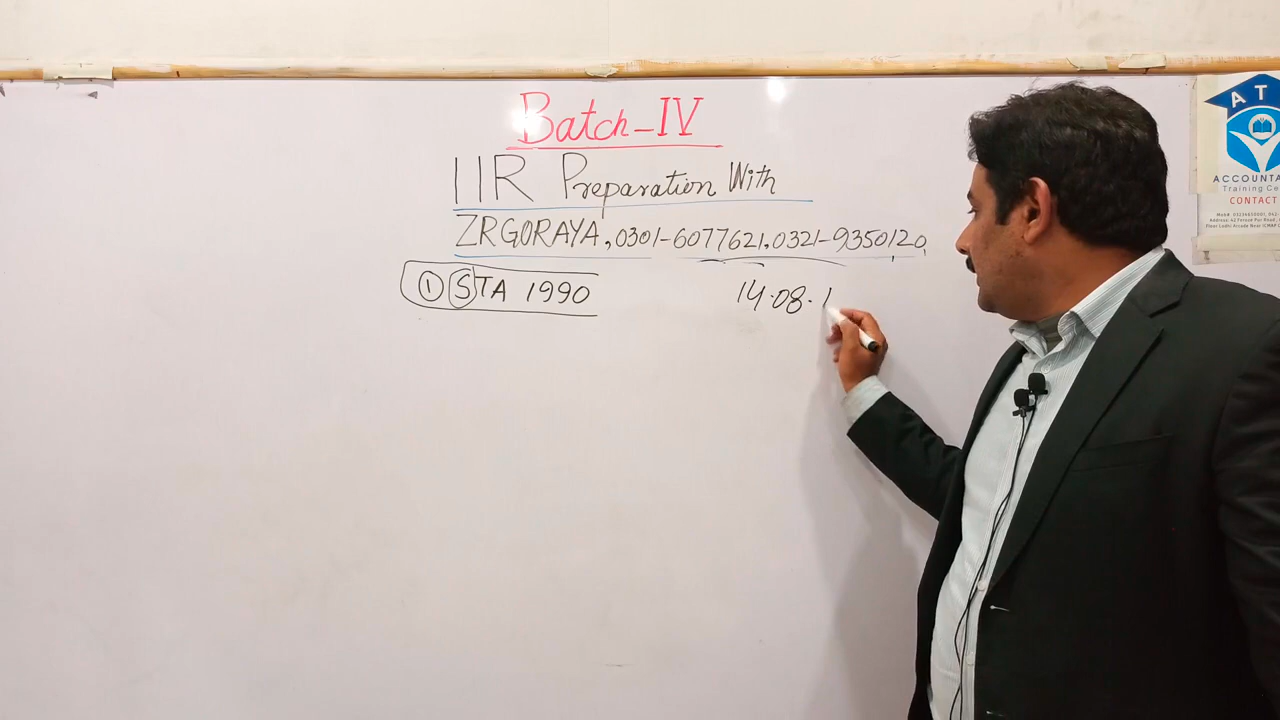 Batch-IV
IIR Preparation With
ZRGORAYA, 0301-6077621, 0321-9350120,
① STA 1990
14.08.1
AT
ACCOUNTA
Training Ce
CONTACT